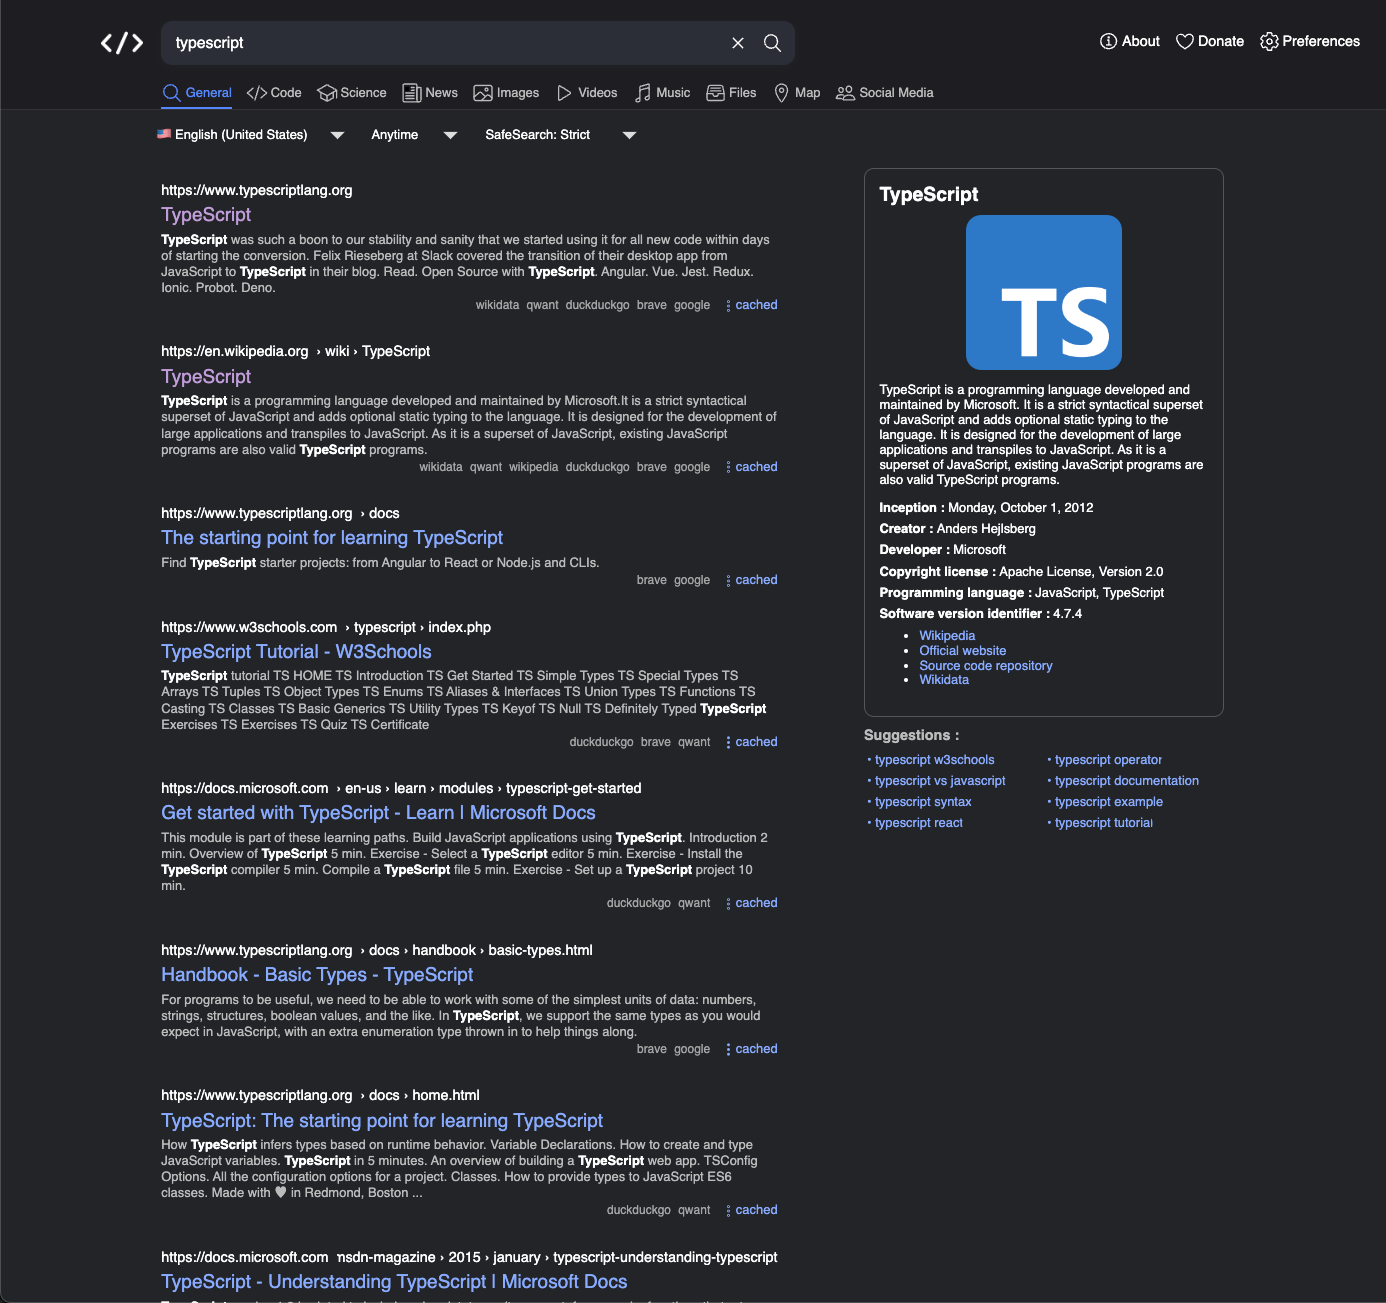 </>
typescript
About Donate Preferences
General </> Code Science News Images Videos Music Files Map Social Media
English (United States) Anytime SafeSearch: Strict
https://www.typescriptlang.org
TypeScript
TypeScript was such a boon to our stability and sanity that we started using it for all new code within days
of starting the conversion. Felix Rieseberg at Slack covered the transition of their desktop app from
JavaScript to TypeScript in their blog. Read. Open Source with TypeScript. Angular. Vue. Jest. Redux.
Ionic. Probot. Deno.
wikidata qwant duckduckgo brave google cached
https://en.wikipedia.org › wiki › TypeScript
TypeScript
TypeScript is a programming language developed and maintained by Microsoft.It is a strict syntactical
superset of JavaScript and adds optional static typing to the language. It is designed for the development of
large applications and transpiles to JavaScript. As it is a superset of JavaScript, existing JavaScript
programs are also valid TypeScript programs.
wikidata qwant wikipedia duckduckgo brave google cached
https://www.typescriptlang.org › docs
The starting point for learning TypeScript
Find TypeScript starter projects: from Angular to React or Node.js and CLIs.
brave google cached
https://www.w3schools.com › typescript › index.php
TypeScript Tutorial - W3Schools
TypeScript tutorial TS HOME TS Introduction TS Get Started TS Simple Types TS Special Types TS
Arrays TS Tuples TS Object Types TS Enums TS Aliases & Interfaces TS Union Types TS Functions TS
Casting TS Classes TS Basic Generics TS Utility Types TS Keyof TS Null TS Definitely Typed TypeScript
Exercises TS Exercises TS Quiz TS Certificate
duckduckgo brave qwant cached
https://docs.microsoft.com › en-us › learn › modules › typescript-get-started
Get started with TypeScript - Learn | Microsoft Docs
This module is part of these learning paths. Build JavaScript applications using TypeScript. Introduction 2
min. Overview of TypeScript 5 min. Exercise - Select a TypeScript editor 5 min. Exercise - Install the
TypeScript compiler 5 min. Compile a TypeScript file 5 min. Exercise - Set up a TypeScript project 10
min.
duckduckgo qwant cached
https://www.typescriptlang.org › docs › handbook › basic-types.html
Handbook - Basic Types - TypeScript
For programs to be useful, we need to be able to work with some of the simplest units of data: numbers,
strings, structures, boolean values, and the like. In TypeScript, we support the same types as you would
expect in JavaScript, with an extra enumeration type thrown in to help things along.
brave google cached
https://www.typescriptlang.org › docs › home.html
TypeScript: The starting point for learning TypeScript
How TypeScript infers types based on runtime behavior. Variable Declarations. How to create and type
JavaScript variables. TypeScript in 5 minutes. An overview of building a TypeScript web app. TSConfig
Options. All the configuration options for a project. Classes. How to provide types to JavaScript ES6
classes. Made with ♥ in Redmond, Boston ...
duckduckgo qwant cached
https://docs.microsoft.com msdn-magazine › 2015 › january › typescript-understanding-typescript
TypeScript - Understanding TypeScript | Microsoft Docs
TypeScript
TS
TypeScript is a programming language developed and
maintained by Microsoft. It is a strict syntactical superset
of JavaScript and adds optional static typing to the
language. It is designed for the development of large
applications and transpiles to JavaScript. As it is a
superset of JavaScript, existing JavaScript programs are
also valid TypeScript programs.
Inception : Monday, October 1, 2012
Creator : Anders Hejlsberg
Developer : Microsoft
Copyright license : Apache License, Version 2.0
Programming language : JavaScript, TypeScript
Software version identifier : 4.7.4
• Wikipedia
• Official website
• Source code repository
• Wikidata
Suggestions :
• typescript w3schools • typescript operator
• typescript vs javascript • typescript documentation
• typescript syntax • typescript example
• typescript react • typescript tutorial